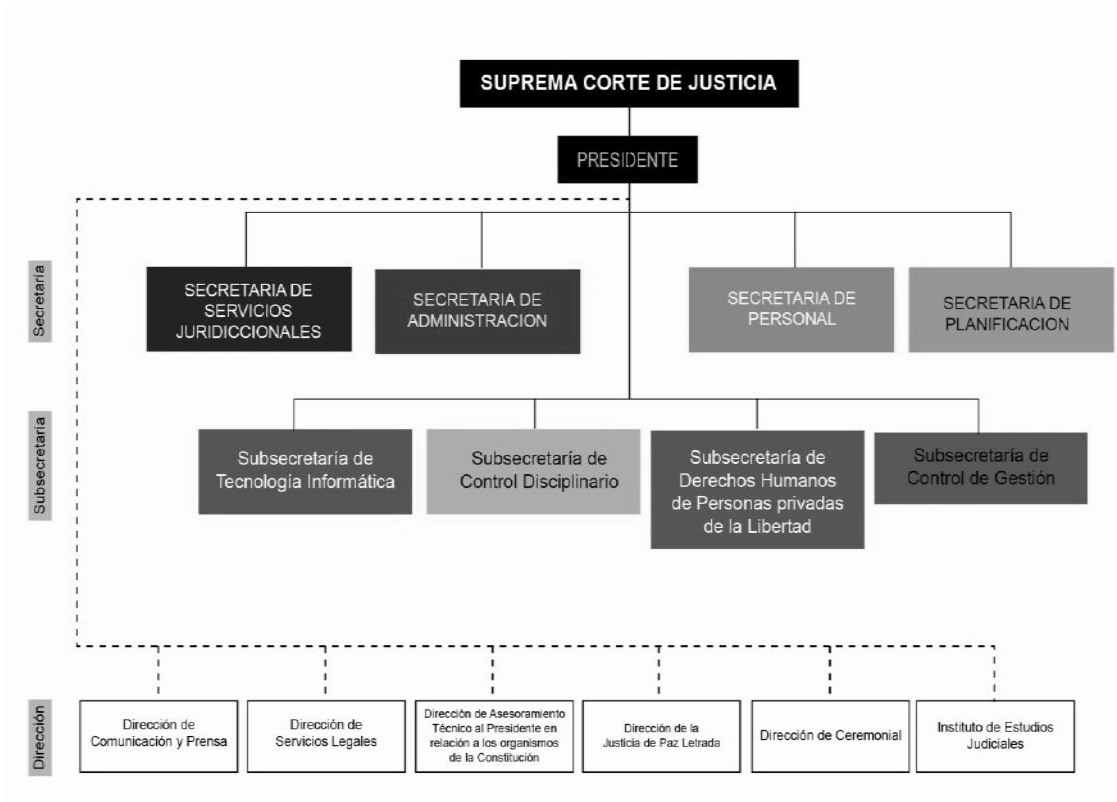 SUPREMA CORTE DE JUSTICIA
PRESIDENTE
Secretaría
SECRETARIA DE
SERVICIOS
JURIDICCIONALES
SECRETARIA DE
ADMINISTRACION
SECRETARIA DE
PERSONAL
SECRETARIA DE
PLANIFICACION
Subsecretaría
Subsecretaría de
Tecnología Informática
Subsecretaría de
Control Disciplinario
Subsecretaría de
Derechos Humanos
de Personas privadas
de la Libertad
Subsecretaría de
Control de Gestión
Dirección
Dirección de
Comunicación y Prensa
Dirección de
Servicios Legales
Dirección de Asesoramiento
Técnico al Presidente en
relación a los organismos
de la Constitución
Dirección de la
Justicia de Paz Letrada
Dirección de Ceremonial
Instituto de Estudios
Judiciales